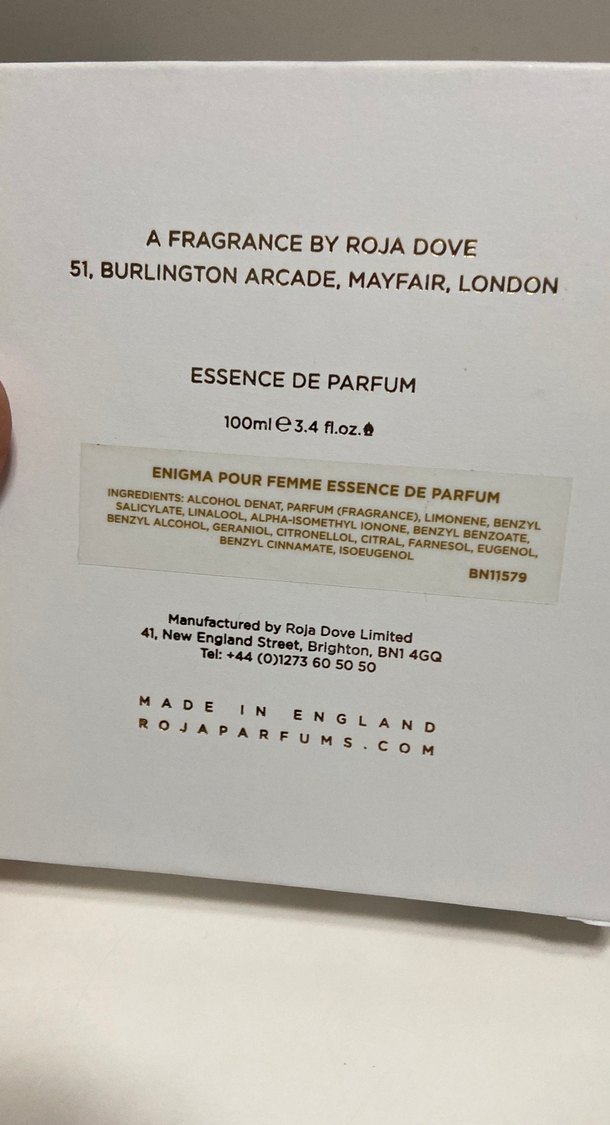 A FRAGRANCE BY ROJA DOVE
51, BURLINGTON ARCADE, MAYFAIR, LONDON
ESSENCE DE PARFUM
100ml ℮ 3.4 fl.oz.
ENIGMA POUR FEMME ESSENCE DE PARFUM
INGREDIENTS: ALCOHOL DENAT, PARFUM (FRAGRANCE), LIMONENE, BENZYL
SALICYLATE, LINALOOL, ALPHA-ISOMETHYL IONONE, BENZYL BENZOATE,
BENZYL ALCOHOL, GERANIOL, CITRONELLOL, CITRAL, FARNESOL, EUGENOL,
BENZYL CINNAMATE, ISOEUGENOL
BN11579
Manufactured by Roja Dove Limited
41, New England Street, Brighton, BN1 4GQ
Tel: +44 (0)1273 60 50 50
MADE IN ENGLAND
ROJAPARFUMS.COM